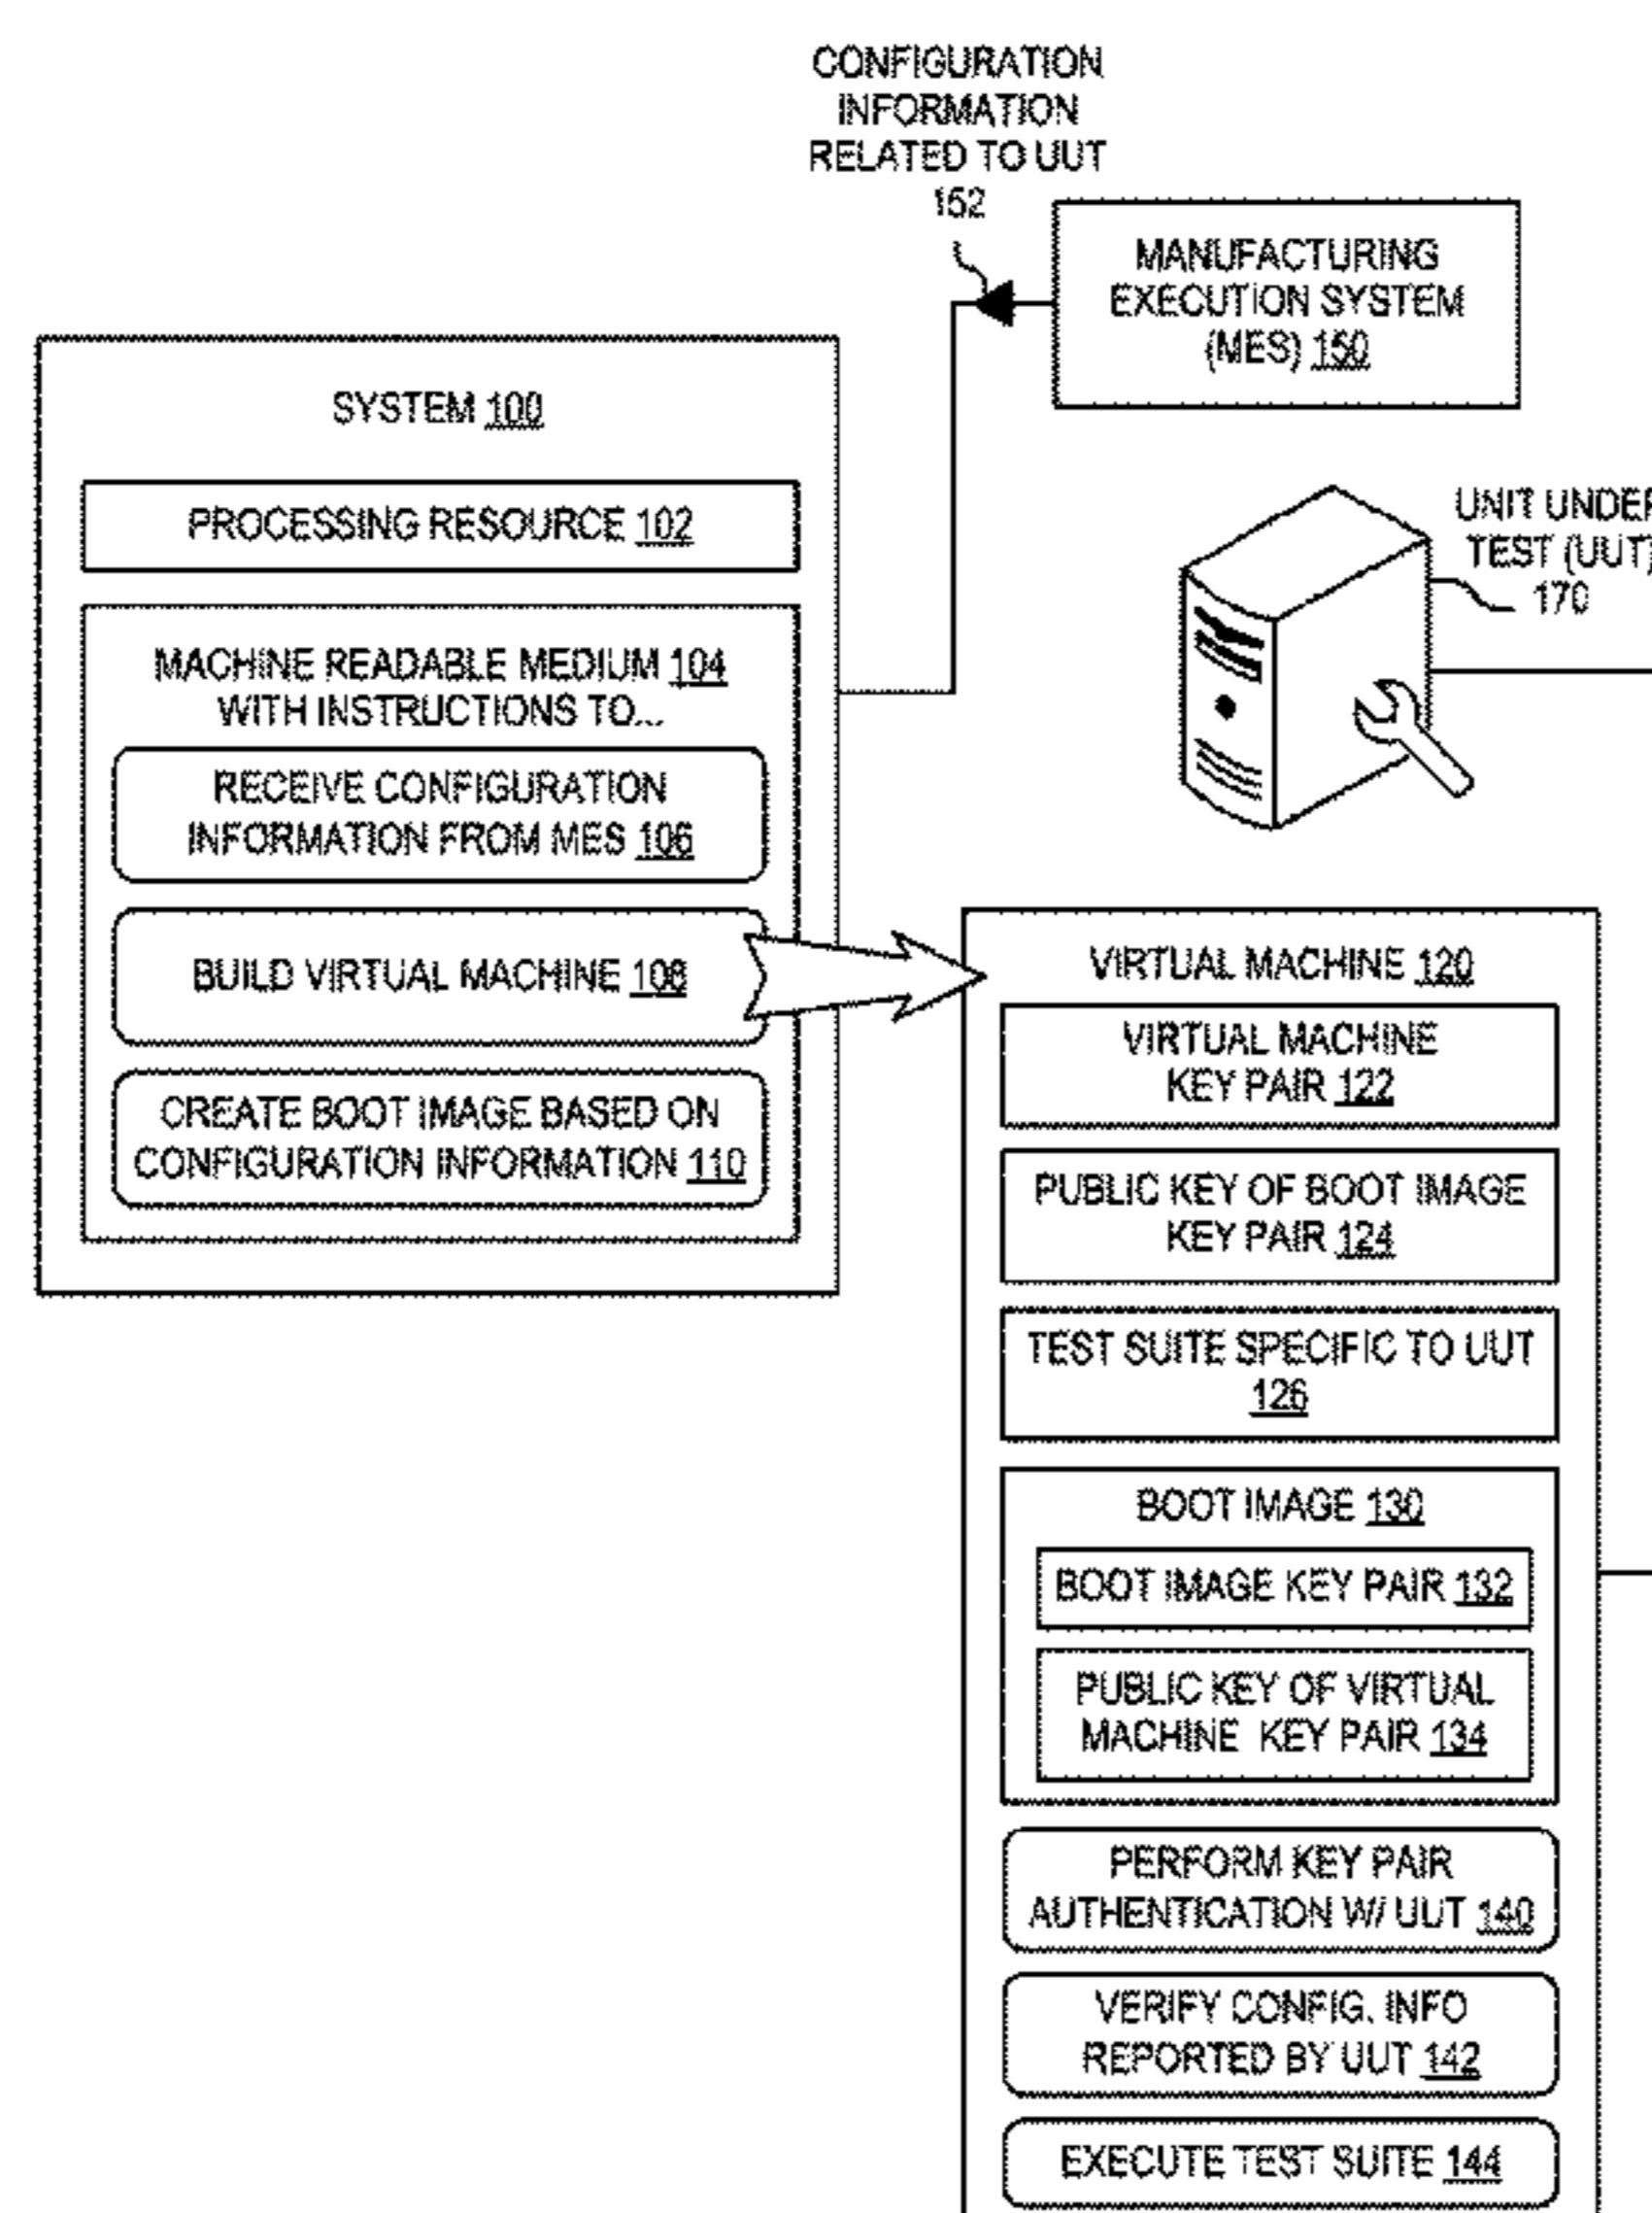 CONFIGURATION
INFORMATION
RELATED TO UUT
152
MANUFACTURING
EXECUTION SYSTEM
(MES) 150
SYSTEM 100
PROCESSING RESOURCE 102
MACHINE READABLE MEDIUM 104
WITH INSTRUCTIONS TO...
RECEIVE CONFIGURATION
INFORMATION FROM MES 106
BUILD VIRTUAL MACHINE 108
CREATE BOOT IMAGE BASED ON
CONFIGURATION INFORMATION 110
UNIT UNDER
TEST (UUT)
170
VIRTUAL MACHINE 120
VIRTUAL MACHINE
KEY PAIR 122
PUBLIC KEY OF BOOT IMAGE
KEY PAIR 124
TEST SUITE SPECIFIC TO UUT
126
BOOT IMAGE 130
BOOT IMAGE KEY PAIR 132
PUBLIC KEY OF VIRTUAL
MACHINE KEY PAIR 134
PERFORM KEY PAIR
AUTHENTICATION W/ UUT 140
VERIFY CONFIG. INFO
REPORTED BY UUT 142
EXECUTE TEST SUITE 144